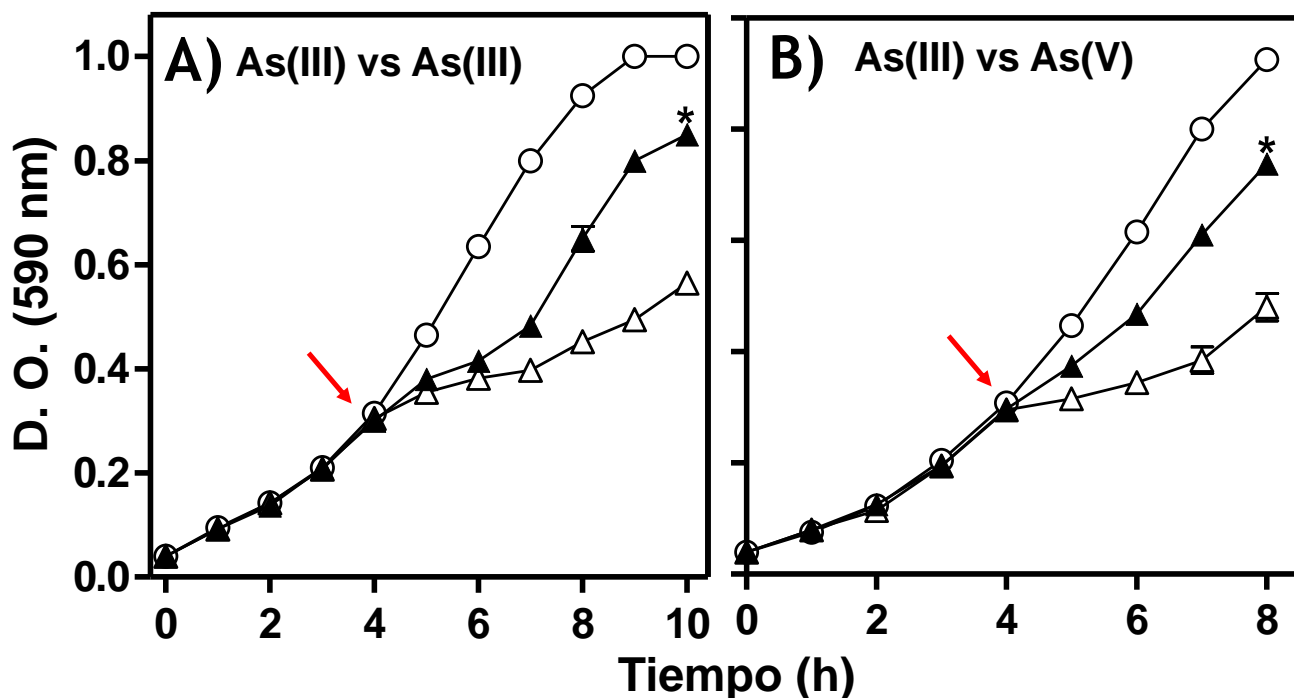 A) As(III) vs As(III)
B) As(III) vs As(V)
D. O. (590 nm)
1.0
0.8
0.6
0.4
0.2
0.0
*
*
0 2 4 6 8 10
0 2 4 6 8
Tiempo (h)